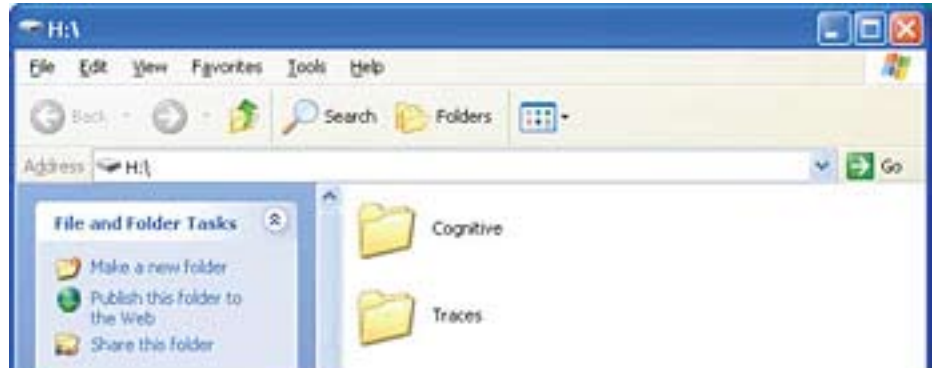 H:\
File Edit View Favorites Tools Help
Back Search Folders
Address H:\ Go
File and Folder Tasks
Make a new folder
Publish this folder to
the Web
Share this folder
Cognitive
Traces